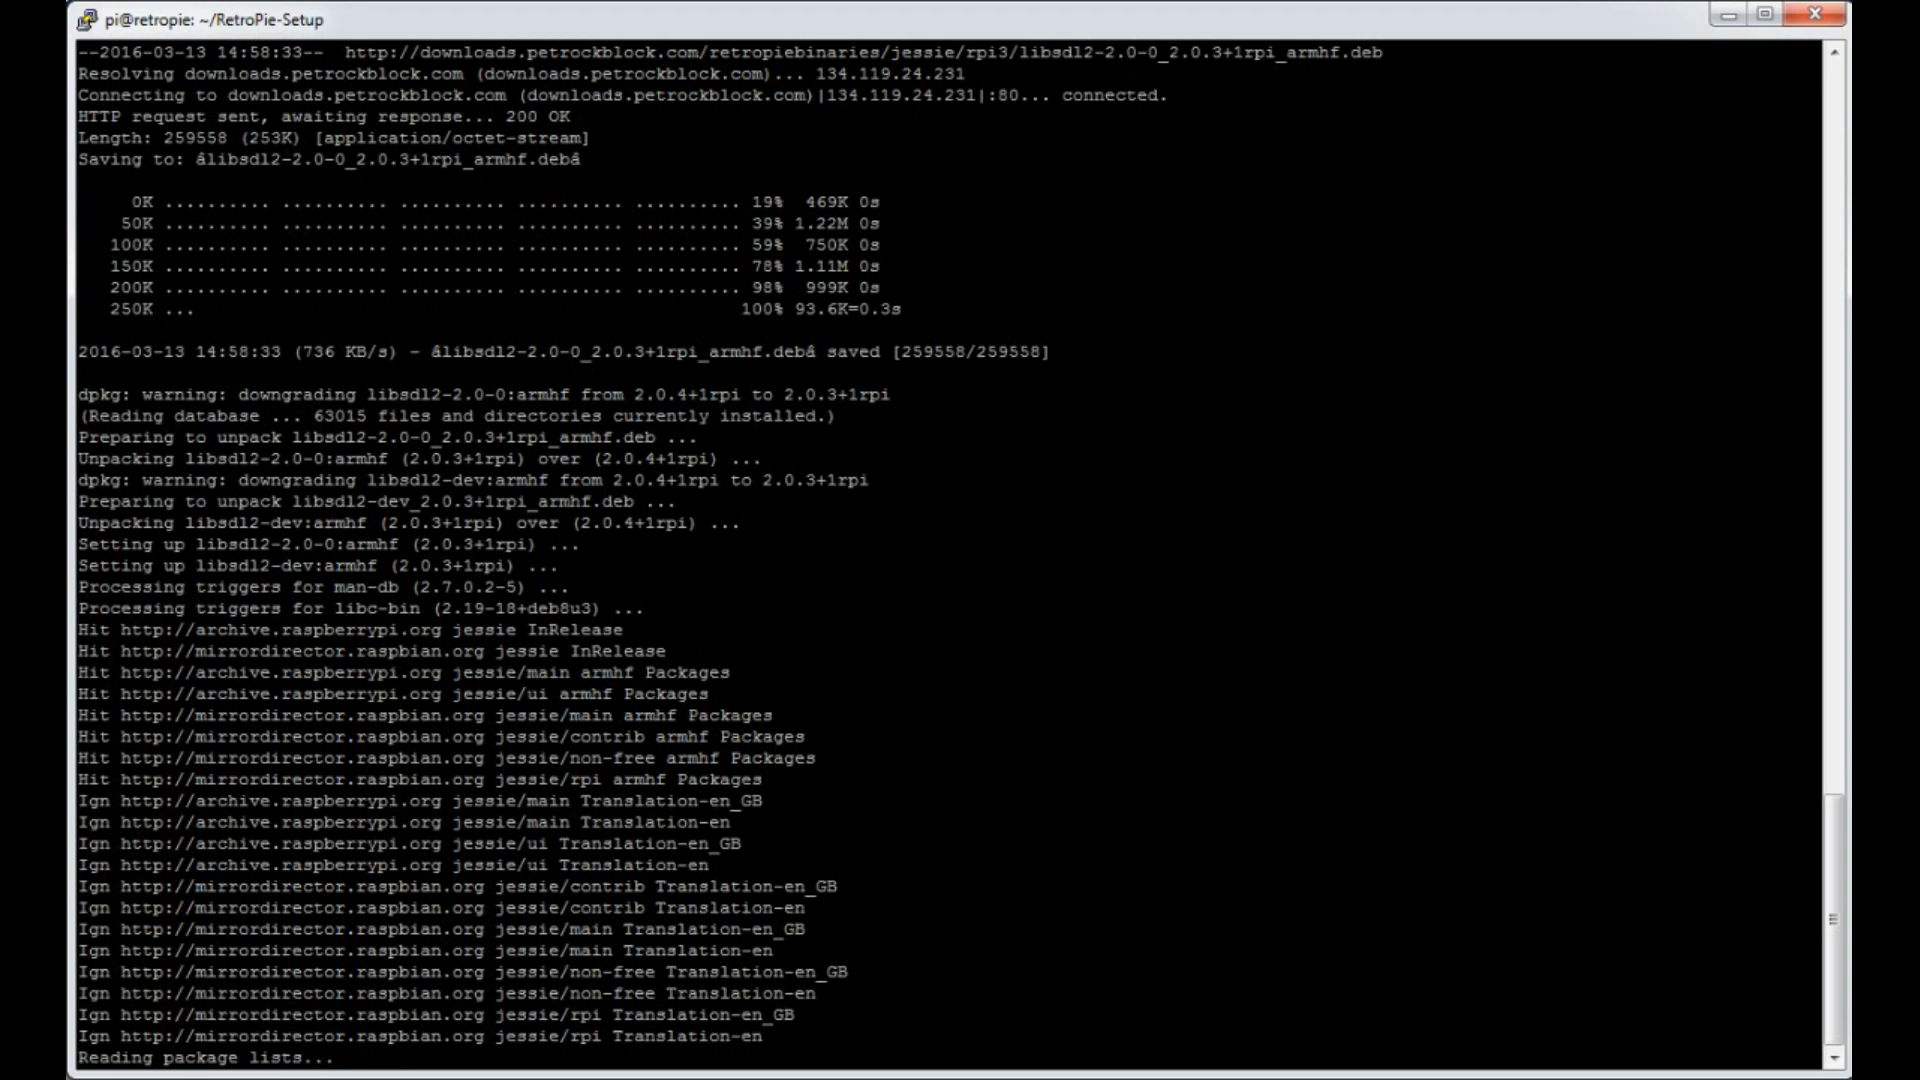 pi@retropie: ~/RetroPie-Setup
--2016-03-13 14:58:33--  http://downloads.petrockblock.com/retropiebinaries/jessie/rpi3/libsdl2-2.0-0_2.0.3+1rpi_armhf.deb
Resolving downloads.petrockblock.com (downloads.petrockblock.com)... 134.119.24.231
Connecting to downloads.petrockblock.com (downloads.petrockblock.com)|134.119.24.231|:80... connected.
HTTP request sent, awaiting response... 200 OK
Length: 259558 (253K) [application/octet-stream]
Saving to: âlibsdl2-2.0-0_2.0.3+1rpi_armhf.debâ
0K .......... .......... .......... .......... .......... 19%  469K 0s
50K .......... .......... .......... .......... .......... 39% 1.22M 0s
100K .......... .......... .......... .......... .......... 59%  750K 0s
150K .......... .......... .......... .......... .......... 78% 1.11M 0s
200K .......... .......... .......... .......... .......... 98%  999K 0s
250K ...                                                   100% 93.6K=0.3s
2016-03-13 14:58:33 (736 KB/s) - âlibsdl2-2.0-0_2.0.3+1rpi_armhf.debâ saved [259558/259558]
dpkg: warning: downgrading libsdl2-2.0-0:armhf from 2.0.4+1rpi to 2.0.3+1rpi
(Reading database ... 63015 files and directories currently installed.)
Preparing to unpack libsdl2-2.0-0_2.0.3+1rpi_armhf.deb ...
Unpacking libsdl2-2.0-0:armhf (2.0.3+1rpi) over (2.0.4+1rpi) ...
dpkg: warning: downgrading libsdl2-dev:armhf from 2.0.4+1rpi to 2.0.3+1rpi
Preparing to unpack libsdl2-dev_2.0.3+1rpi_armhf.deb ...
Unpacking libsdl2-dev:armhf (2.0.3+1rpi) over (2.0.4+1rpi) ...
Setting up libsdl2-2.0-0:armhf (2.0.3+1rpi) ...
Setting up libsdl2-dev:armhf (2.0.3+1rpi) ...
Processing triggers for man-db (2.7.0.2-5) ...
Processing triggers for libc-bin (2.19-18+deb8u3) ...
Hit http://archive.raspberrypi.org jessie InRelease
Hit http://mirrordirector.raspbian.org jessie InRelease
Hit http://archive.raspberrypi.org jessie/main armhf Packages
Hit http://archive.raspberrypi.org jessie/ui armhf Packages
Hit http://mirrordirector.raspbian.org jessie/main armhf Packages
Hit http://mirrordirector.raspbian.org jessie/contrib armhf Packages
Hit http://mirrordirector.raspbian.org jessie/non-free armhf Packages
Hit http://mirrordirector.raspbian.org jessie/rpi armhf Packages
Ign http://archive.raspberrypi.org jessie/main Translation-en_GB
Ign http://archive.raspberrypi.org jessie/main Translation-en
Ign http://archive.raspberrypi.org jessie/ui Translation-en_GB
Ign http://archive.raspberrypi.org jessie/ui Translation-en
Ign http://mirrordirector.raspbian.org jessie/contrib Translation-en_GB
Ign http://mirrordirector.raspbian.org jessie/contrib Translation-en
Ign http://mirrordirector.raspbian.org jessie/main Translation-en_GB
Ign http://mirrordirector.raspbian.org jessie/main Translation-en
Ign http://mirrordirector.raspbian.org jessie/non-free Translation-en_GB
Ign http://mirrordirector.raspbian.org jessie/non-free Translation-en
Ign http://mirrordirector.raspbian.org jessie/rpi Translation-en_GB
Ign http://mirrordirector.raspbian.org jessie/rpi Translation-en
Reading package lists...